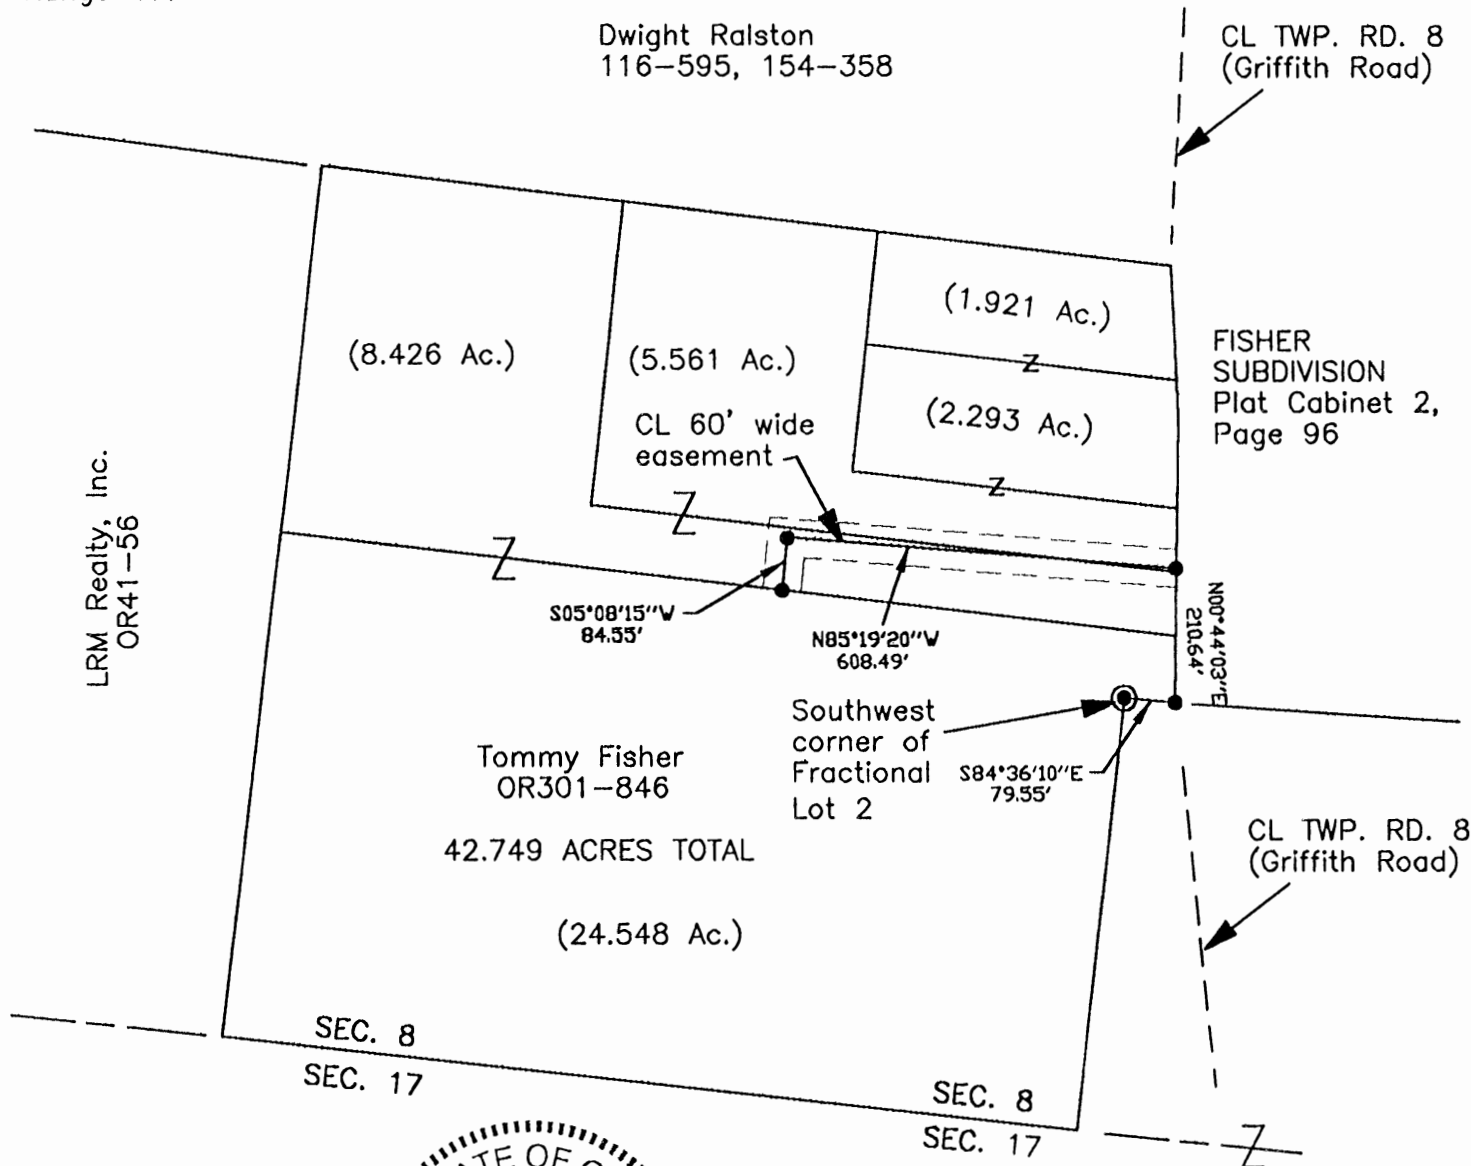 Dwight Ralston
116-595, 154-358
CL TWP. RD. 8
(Griffith Road)
(1.921 Ac.)
(8.426 Ac.)
(5.561 Ac.)
FISHER
SUBDIVISION
Plat Cabinet 2,
Page 96
(2.293 Ac.)
CL 60' wide
easement
LRM Realty, Inc.
OR41-56
S05°08'15"W
84.55'
N85°19'20"W
608.49'
N00°44'03"E
210.64'
Southwest
corner of
Fractional
Lot 2
S84°36'10"E
79.55'
Tommy Fisher
OR301-846
42.749 ACRES TOTAL
(24.548 Ac.)
CL TWP. RD. 8
(Griffith Road)
SEC. 8
SEC. 17
SEC. 8
SEC. 17
ATE OF